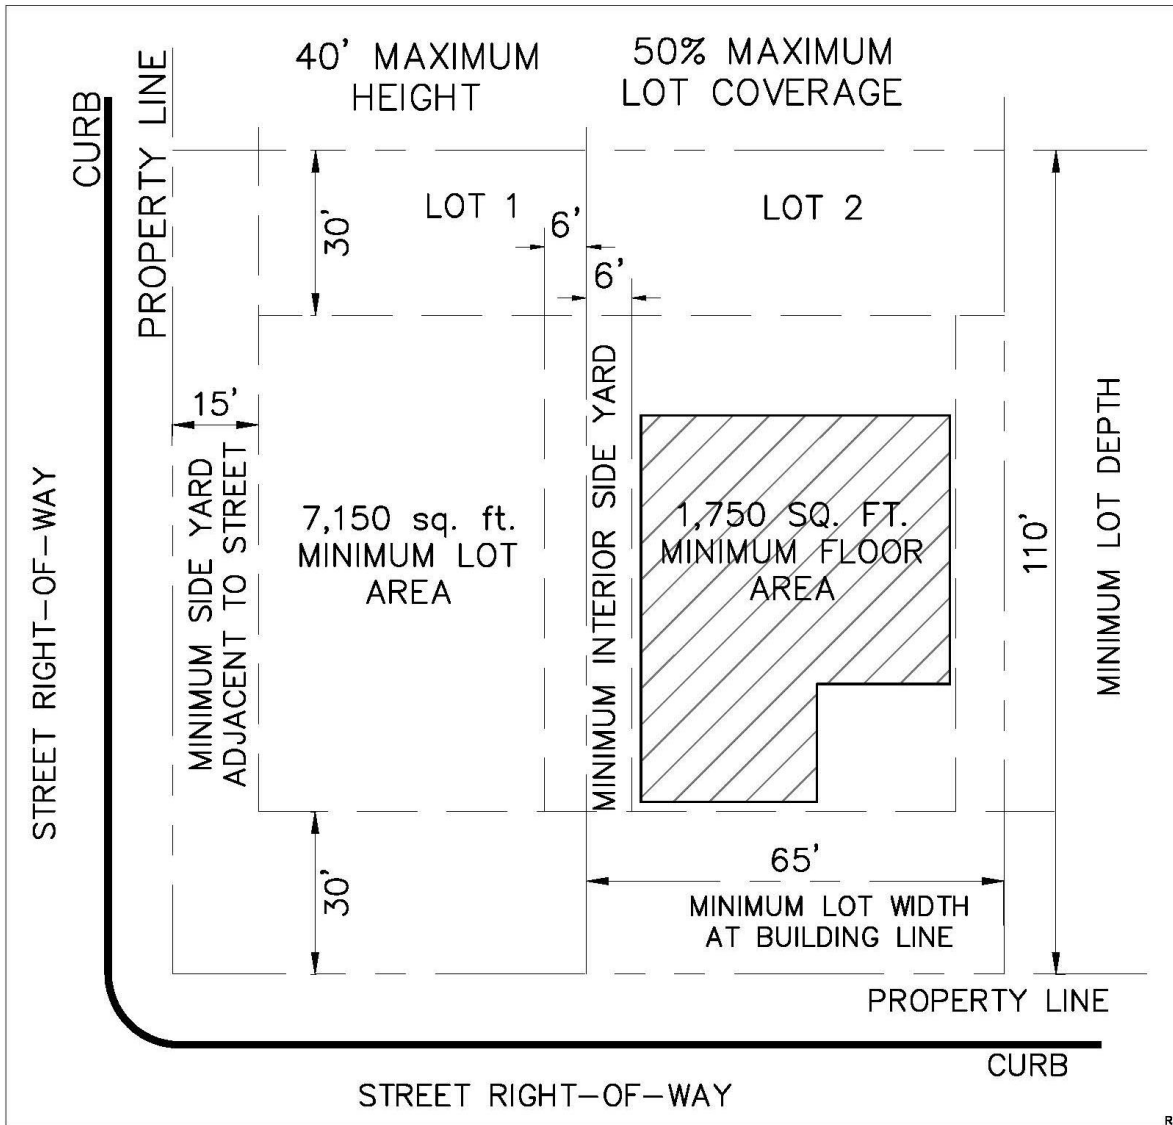 40' MAXIMUM
HEIGHT
50% MAXIMUM
LOT COVERAGE
CURB
PROPERTY LINE
LOT 1
LOT 2
30'
6'
6'
15'
MINIMUM SIDE YARD
ADJACENT TO STREET
7,150 sq. ft.
MINIMUM LOT
AREA
MINIMUM INTERIOR SIDE YARD
1,750 SQ. FT.
MINIMUM FLOOR
AREA
110'
MINIMUM LOT DEPTH
STREET RIGHT-OF-WAY
30'
65'
MINIMUM LOT WIDTH
AT BUILDING LINE
PROPERTY LINE
CURB
STREET RIGHT-OF-WAY
R